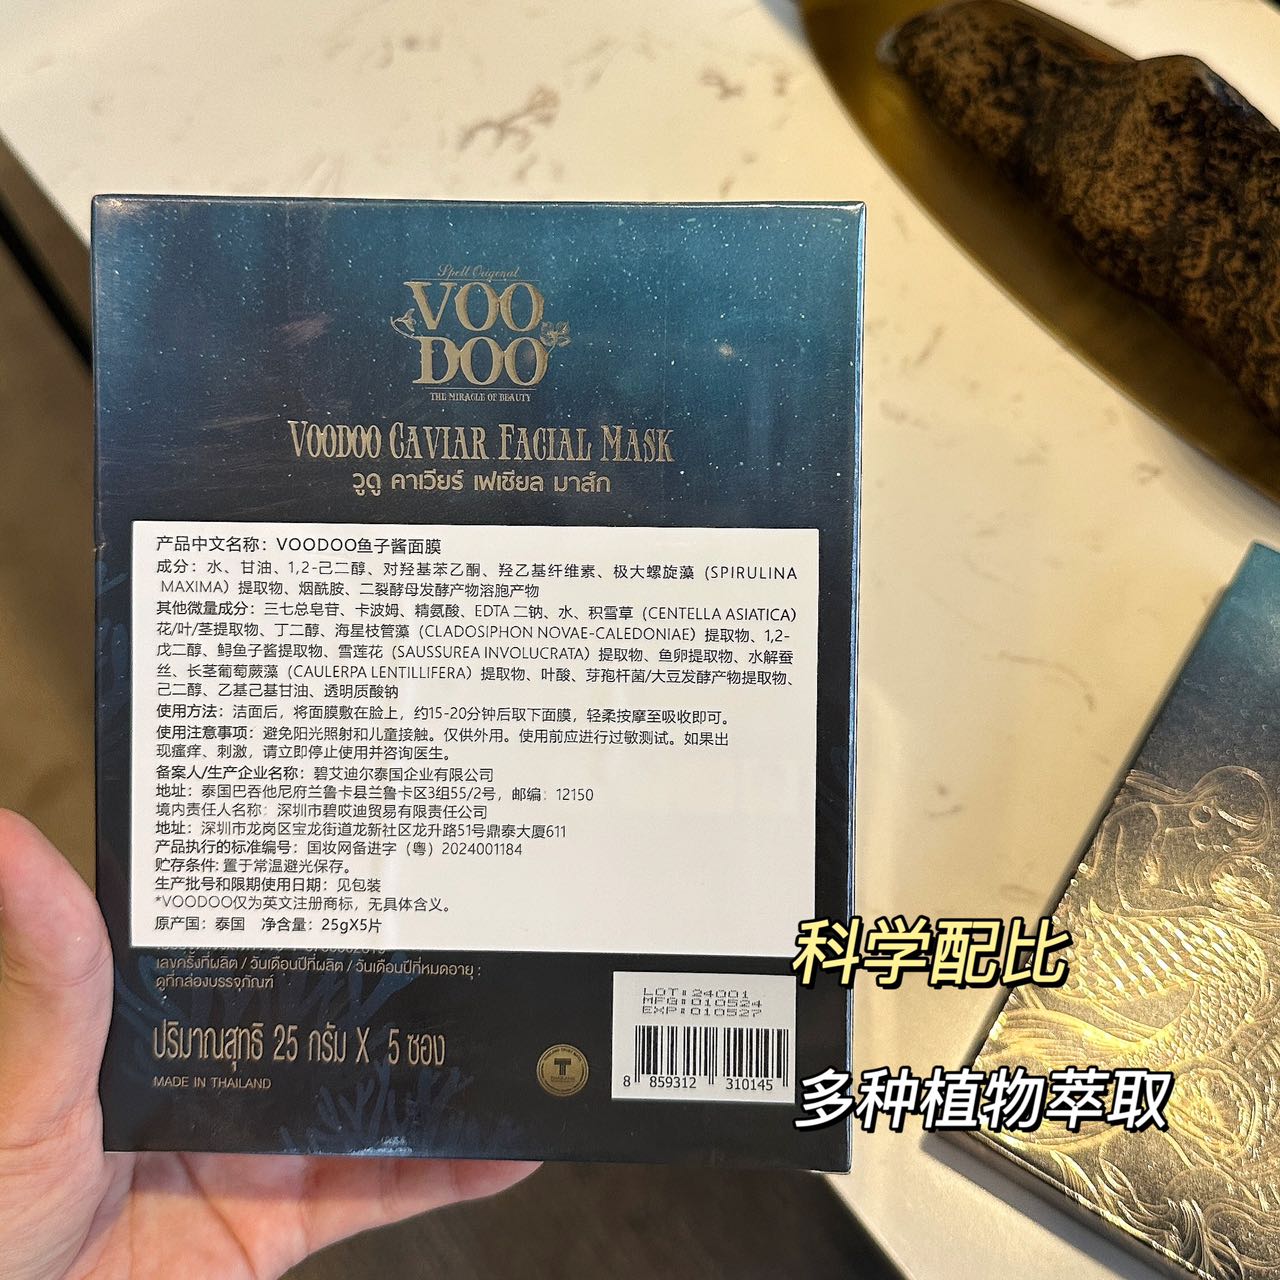 Spell Original
VOO
DOO
THE MIRACLE OF BEAUTY
VOODOO CAVIAR FACIAL MASK
วูดู คาเวียร์ เฟเชียล มาส์ก
产品中文名称：VOODOO鱼子酱面膜
成分：水、甘油、1,2-己二醇、对羟基苯乙酮、羟乙基纤维素、极大螺旋藻（SPIRULINA
MAXIMA）提取物、烟酰胺、二裂酵母发酵产物溶胞产物
其他微量成分：三七总皂苷、卡波姆、精氨酸、EDTA 二钠、水、积雪草（CENTELLA ASIATICA）
花/叶/茎提取物、丁二醇、海星枝管藻（CLADOSIPHON NOVAE-CALEDONIAE）提取物、1,2-
戊二醇、鲟鱼子酱提取物、雪莲花（SAUSSUREA INVOLUCRATA）提取物、鱼卵提取物、水解蚕
丝、长茎葡萄蕨藻（CAULERPA LENTILLIFERA）提取物、叶酸、芽孢杆菌/大豆发酵产物提取物、
己二醇、乙基己基甘油、透明质酸钠
使用方法：洁面后，将面膜敷在脸上，约15-20分钟后取下面膜，轻柔按摩至吸收即可。
使用注意事项：避免阳光照射和儿童接触。仅供外用。使用前应进行过敏测试。如果出
现瘙痒、刺激，请立即停止使用并咨询医生。
备案人/生产企业名称：碧艾迪尔泰国企业有限公司
地址：泰国巴吞他尼府兰鲁卡县兰鲁卡区3组55/2号，邮编：12150
境内责任人名称：深圳市碧哎迪贸易有限责任公司
地址：深圳市龙岗区宝龙街道龙新社区龙升路51号鼎泰大厦611
产品执行的标准编号：国妆网备进字（粤）2024001184
贮存条件: 置于常温避光保存。
生产批号和限期使用日期：见包装
*VOODOO仅为英文注册商标，无具体含义。
原产国：泰国 净含量：25gX5片
เลขครั้งที่ผลิต / วันเดือนปีที่ผลิต / วันเดือนปีที่หมดอายุ :
ดูที่กล่องบรรจุภัณฑ์
ปริมาณสุทธิ 25 กรัม X 5 ซอง
MADE IN THAILAND
LOT:24001
MFG:010524
EXP:010527
8 859312 310145
科学配比
多种植物萃取